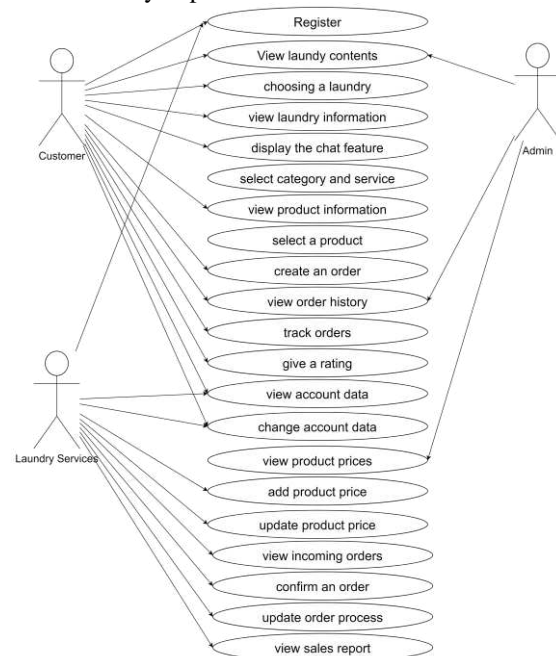 Register
View laundy contents
choosing a laundry
view laundry information
Customer
Admin
display the chat feature
select category and service
view product information
select a product
create an order
view order history
track orders
give a rating
view account data
change account data
Laundry Services
view product prices
add product price
update product price
view incoming orders
confirm an order
update order process
view sales report